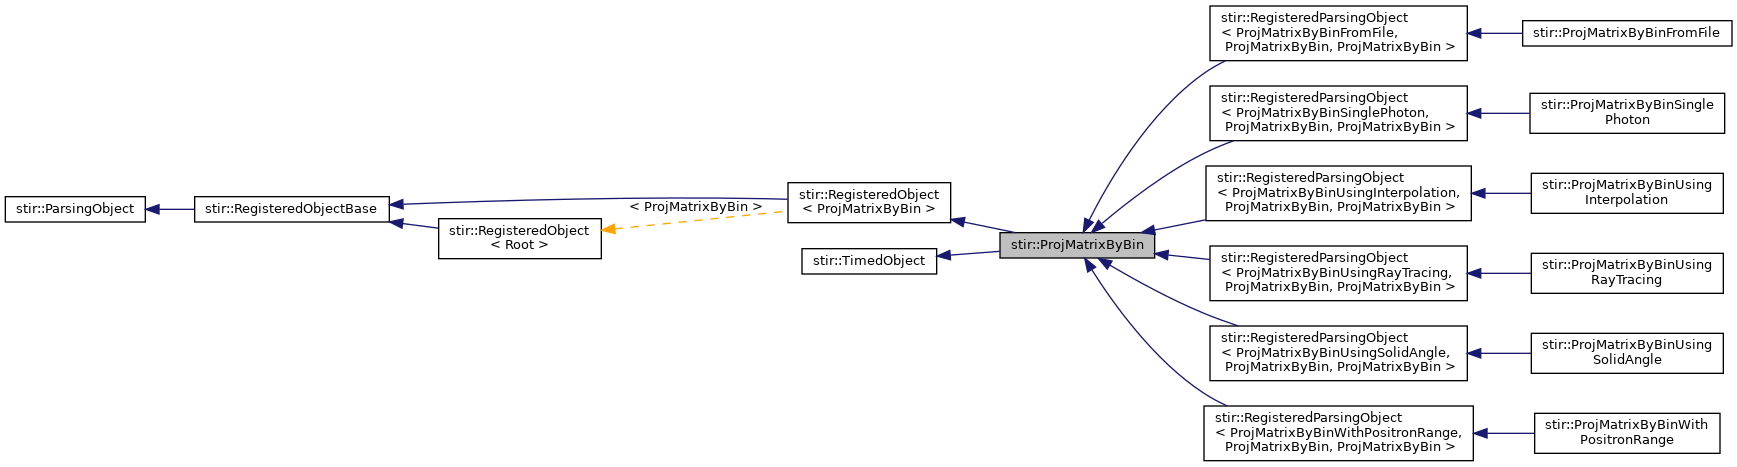 stir::ParsingObject
stir::RegisteredObjectBase
stir::RegisteredObject
< Root >
< ProjMatrixByBin >
stir::RegisteredObject
< ProjMatrixByBin >
stir::TimedObject
stir::ProjMatrixByBin
stir::RegisteredParsingObject
< ProjMatrixByBinFromFile,
ProjMatrixByBin, ProjMatrixByBin >
stir::ProjMatrixByBinFromFile
stir::RegisteredParsingObject
< ProjMatrixByBinSinglePhoton,
ProjMatrixByBin, ProjMatrixByBin >
stir::ProjMatrixByBinSingle
Photon
stir::RegisteredParsingObject
< ProjMatrixByBinUsingInterpolation,
ProjMatrixByBin, ProjMatrixByBin >
stir::ProjMatrixByBinUsing
Interpolation
stir::RegisteredParsingObject
< ProjMatrixByBinUsingRayTracing,
ProjMatrixByBin, ProjMatrixByBin >
stir::ProjMatrixByBinUsing
RayTracing
stir::RegisteredParsingObject
< ProjMatrixByBinUsingSolidAngle,
ProjMatrixByBin, ProjMatrixByBin >
stir::ProjMatrixByBinUsing
SolidAngle
stir::RegisteredParsingObject
< ProjMatrixByBinWithPositronRange,
ProjMatrixByBin, ProjMatrixByBin >
stir::ProjMatrixByBinWith
PositronRange